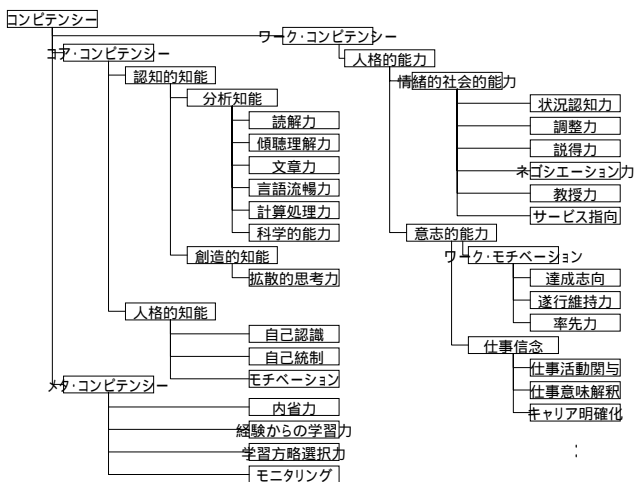 コンピテンシー
コア・コンピテンシー
認知的知能
分析知能
読解力
傾聴理解力
文章力
言語流暢力
計算処理力
科学的能力
創造的知能
拡散的思考力
人格的知能
自己認識
自己統制
モチベーション
メタ・コンピテンシー
内省力
経験からの学習力
学習方略選択力
モニタリング
ワーク・コンピテンシー
人格的能力
情緒的社会的能力
状況認知力
調整力
説得力
ネゴシエーション力
教授力
サービス指向
意志的能力
ワーク・モチベーション
達成志向
遂行維持力
率先力
仕事信念
仕事活動関与
仕事意味解釈
キャリア明確化
：